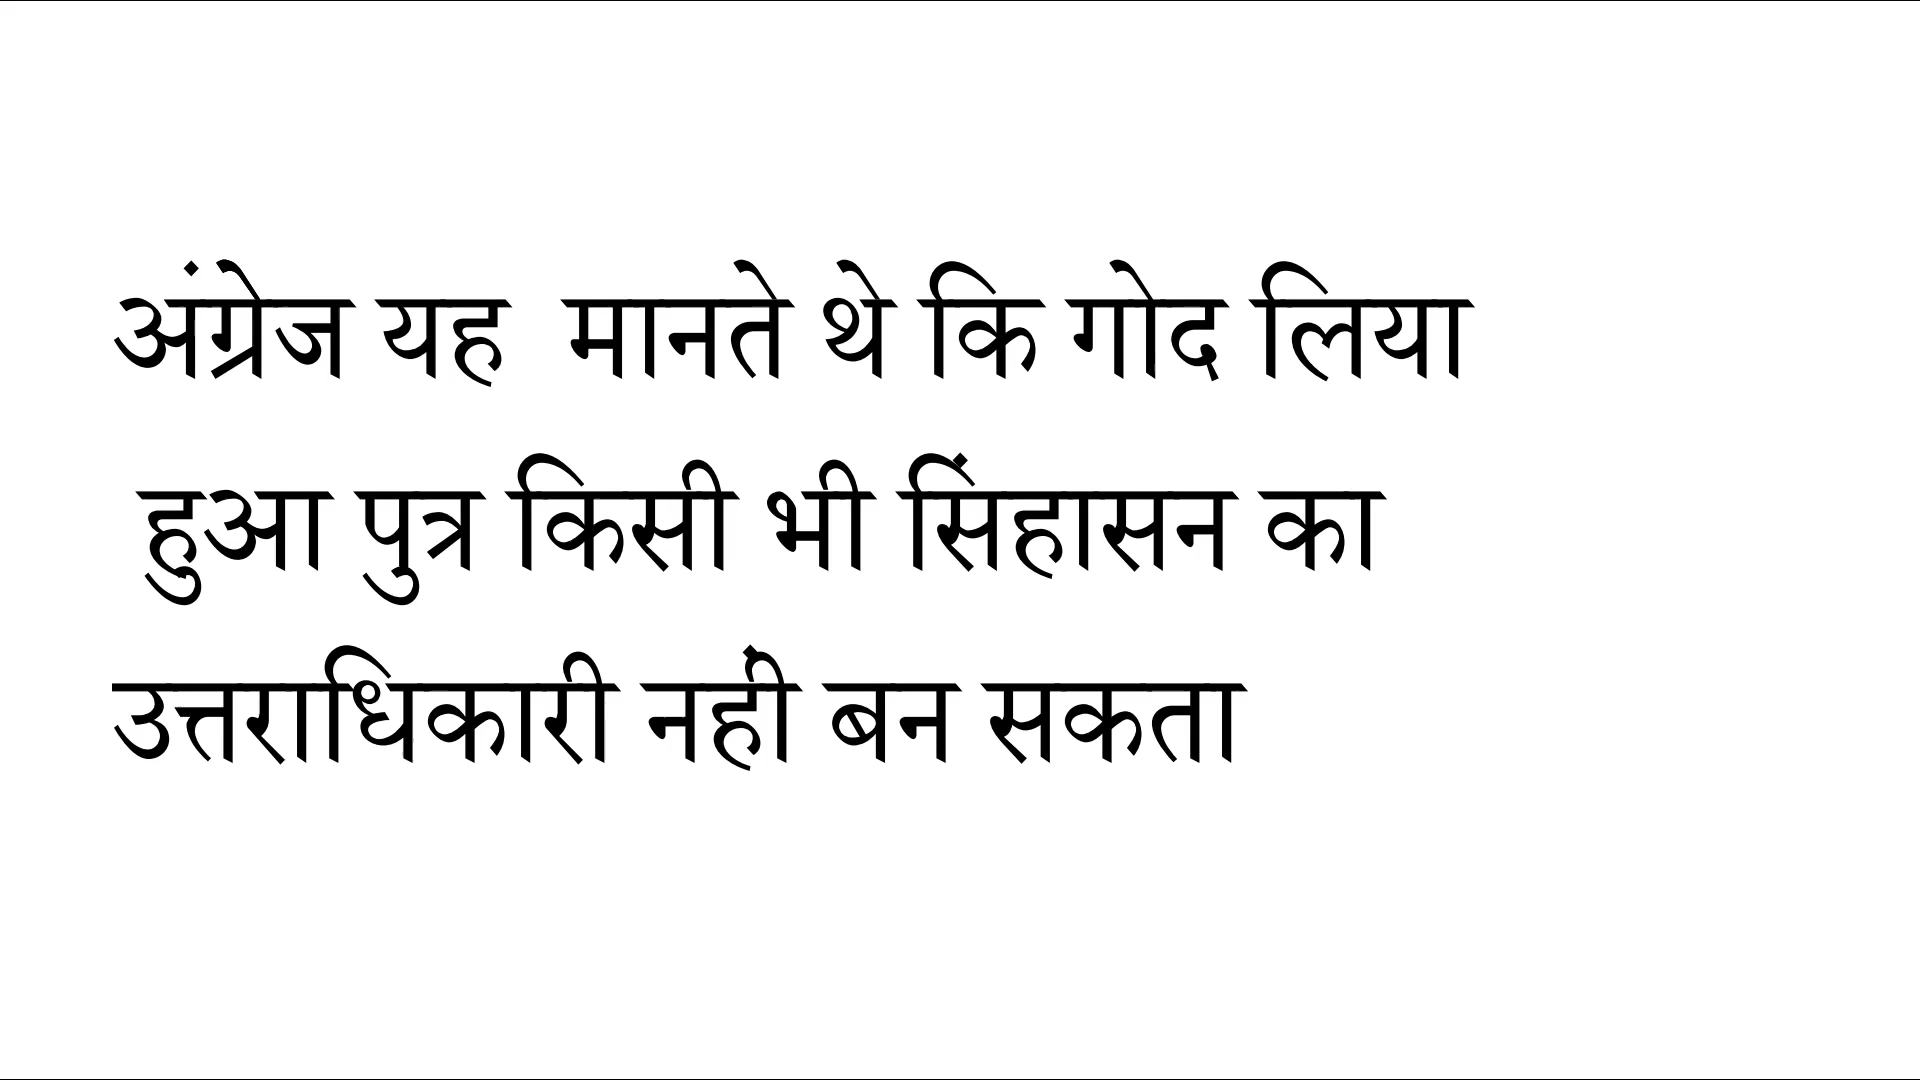 अंग्रेज यह मानते थे कि गोद लिया
हुआ पुत्र किसी भी सिंहासन का
उत्तराधिकारी नहीं बन सकता